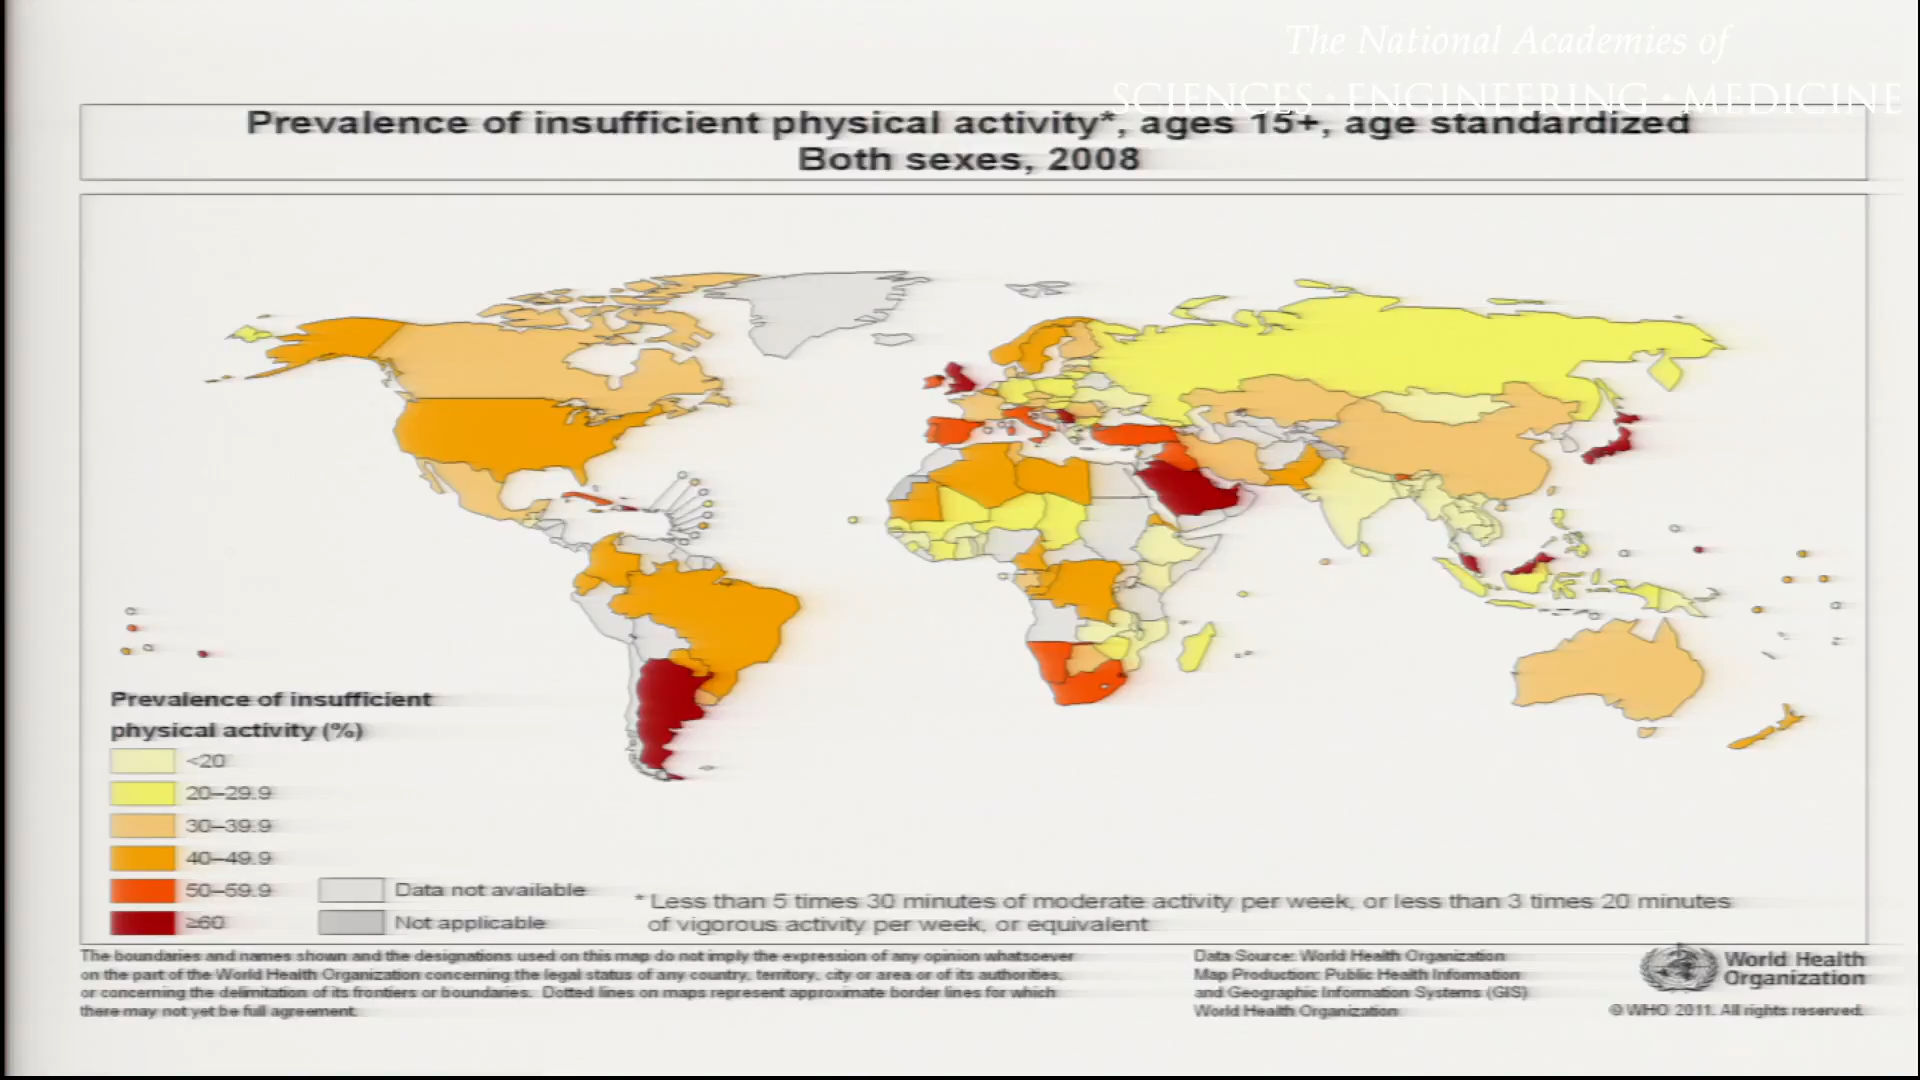 The National Academies of
SCIENCES · ENGINEERING · MEDICINE
Prevalence of insufficient physical activity*, ages 15+, age standardized
Both sexes, 2008
Prevalence of insufficient
physical activity (%)
<20
20–29.9
30–39.9
40–49.9
50–59.9
≥60
Data not available
Not applicable
* Less than 5 times 30 minutes of moderate activity per week, or less than 3 times 20 minutes
of vigorous activity per week, or equivalent
The boundaries and names shown and the designations used on this map do not imply the expression of any opinion whatsoever
on the part of the World Health Organization concerning the legal status of any country, territory, city or area or of its authorities,
or concerning the delimitation of its frontiers or boundaries. Dotted lines on maps represent approximate border lines for which
there may not yet be full agreement.
Data Source: World Health Organization
Map Production: Public Health Information
and Geographic Information Systems (GIS)
World Health Organization
World Health
Organization
© WHO 2011. All rights reserved.